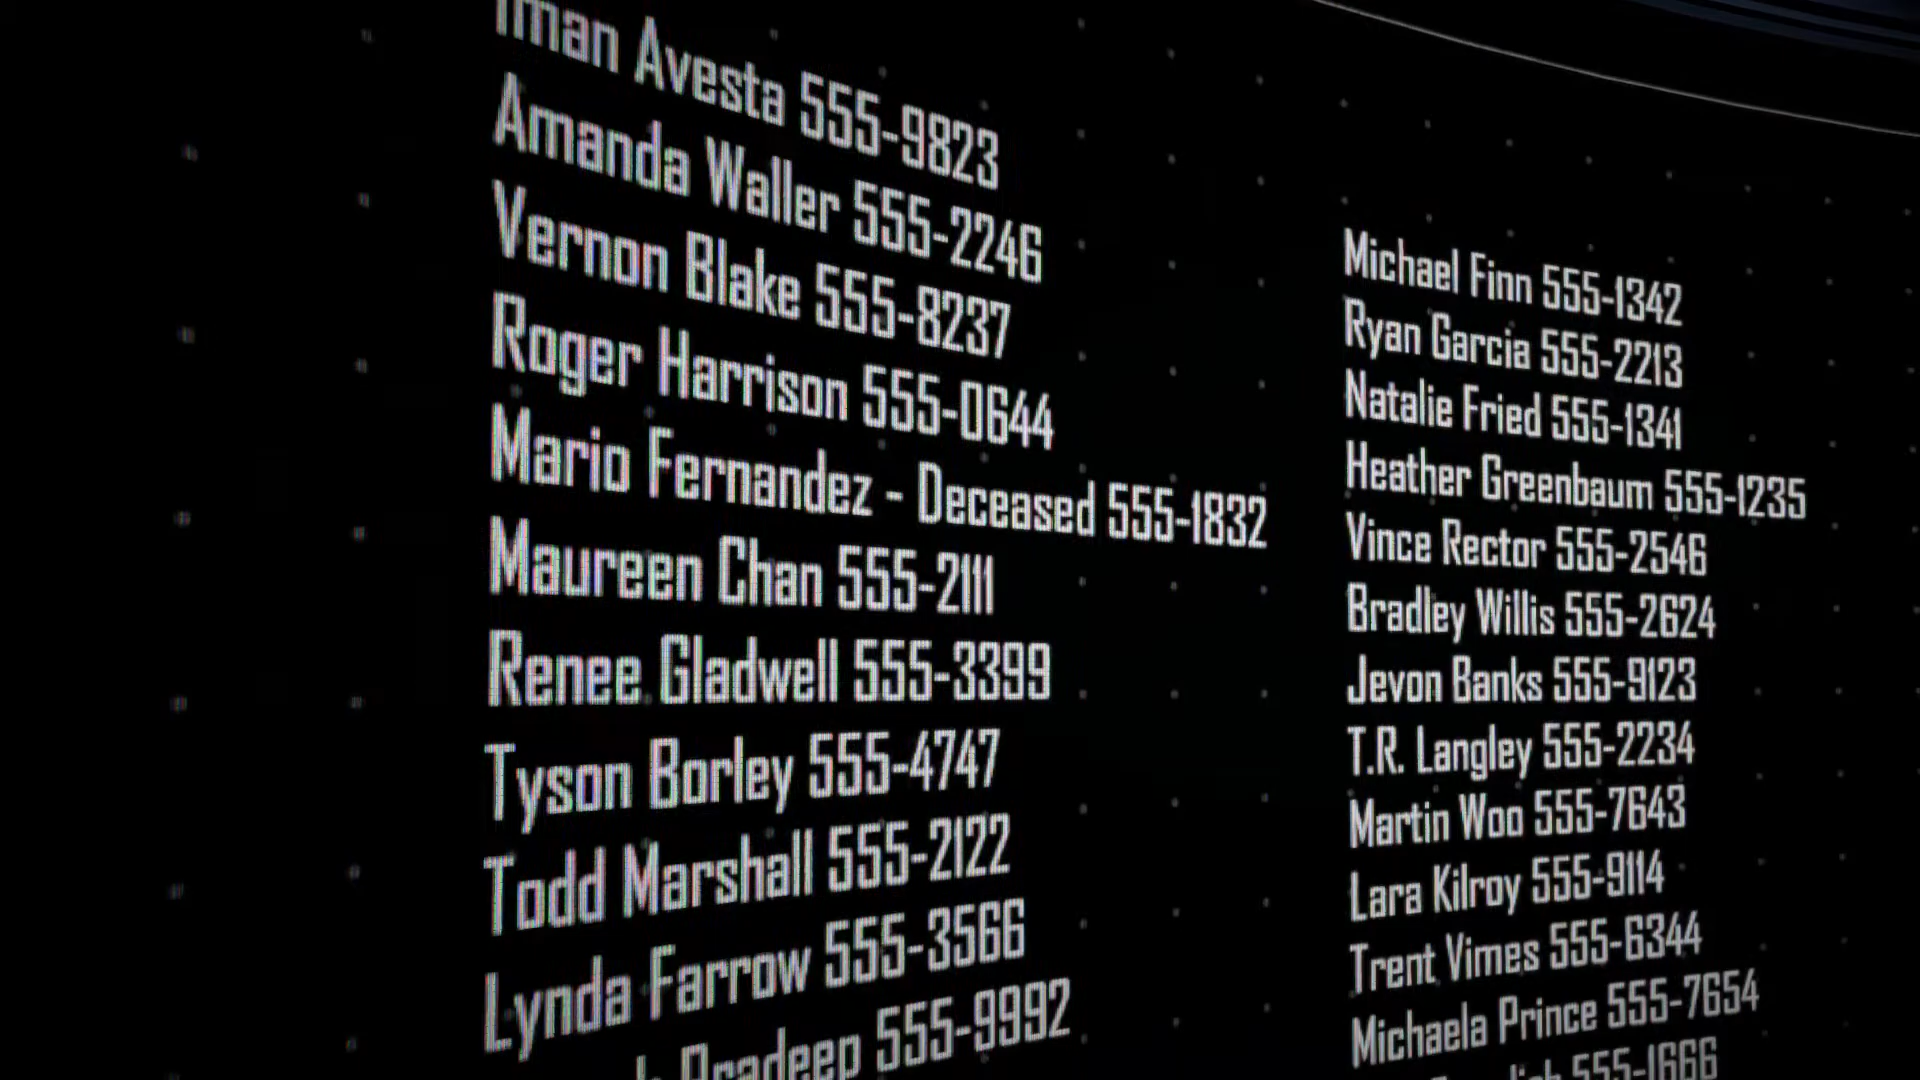 Iman Avesta 555-9823
Amanda Waller 555-2246
Vernon Blake 555-8237
Roger Harrison 555-0644
Mario Fernandez - Deceased 555-1832
Maureen Chan 555-2111
Renee Gladwell 555-3399
Tyson Borley 555-4747
Todd Marshall 555-2122
Lynda Farrow 555-3566
Pradeep 555-9992
Michael Finn 555-1342
Ryan Garcia 555-2213
Natalie Fried 555-1341
Heather Greenbaum 555-1235
Vince Rector 555-2546
Bradley Willis 555-2624
Jevon Banks 555-9123
T.R. Langley 555-2234
Martin Woo 555-7643
Lara Kilroy 555-9114
Trent Vimes 555-6344
Michaela Prince 555-7654
555-1666